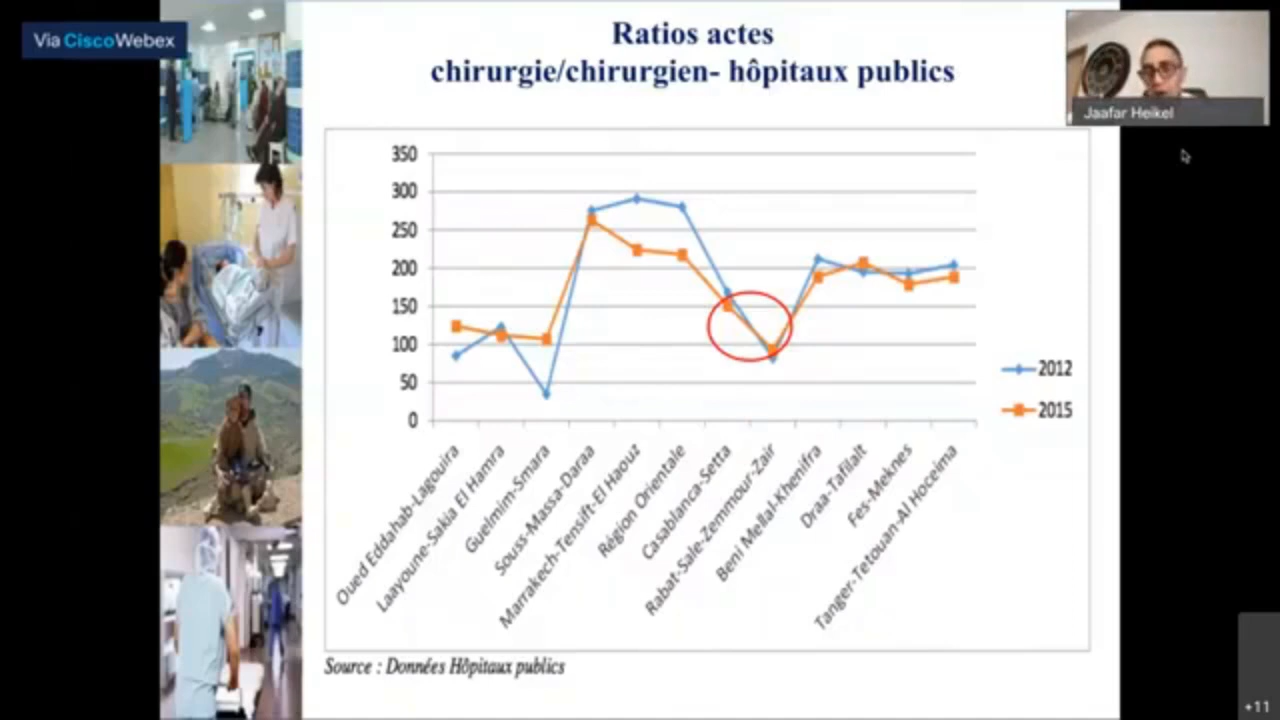 Via Cisco Webex
Ratios actes
chirurgie/chirurgien- hôpitaux publics
Jaafar Heikel
350
300
250
200
150
100
50
0
2012
2015
Oued Eddahab-Lagouira
Laayoune-Sakia El Hamra
Guelmim-Smara
Souss-Massa-Daraa
Marrakech-Tensift-El Haouz
Région Orientale
Casablanca-Setta
Rabat-Sale-Zemmour-Zair
Beni Mellal-Khenifra
Draa-Tafilalt
Fes-Meknes
Tanger-Tetouan-Al Hoceima
Source : Données Hôpitaux publics
+11